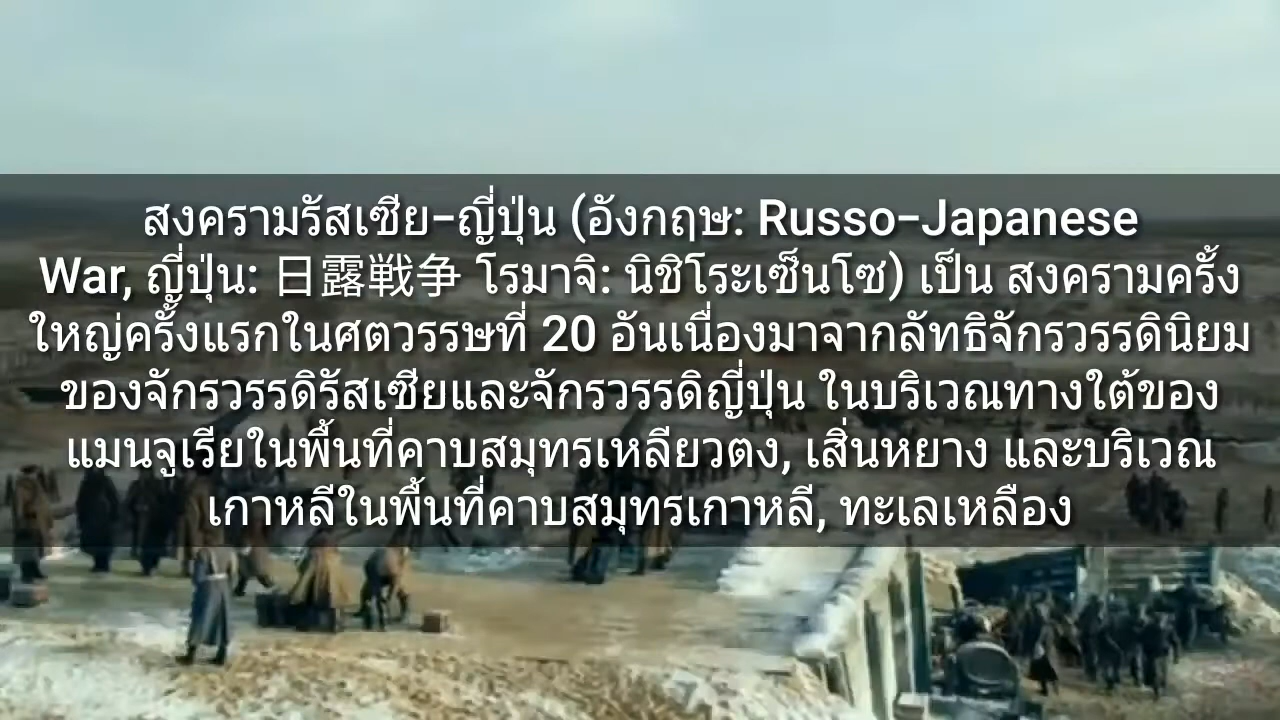 สงครามรัสเซีย–ญี่ปุ่น (อังกฤษ: Russo–Japanese
War, ญี่ปุ่น: 日露戦争 โรมาจิ: นิชิโระเซ็นโซ) เป็น สงครามครั้ง
ใหญ่ครั้งแรกในศตวรรษที่ 20 อันเนื่องมาจากลัทธิจักรวรรดินิยม
ของจักรวรรดิรัสเซียและจักรวรรดิญี่ปุ่น ในบริเวณทางใต้ของ
แมนจูเรียในพื้นที่คาบสมุทรเหลียวตง, เสิ่นหยาง และบริเวณ
เกาหลีในพื้นที่คาบสมุทรเกาหลี, ทะเลเหลือง